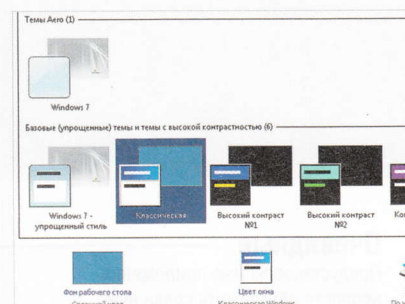 Темы Aero (1)
Windows 7
Базовые (упрощенные) темы и темы с высокой контрастностью (6)
Windows 7 -
упрощенный стиль
Классическая
Высокий контраст
№1
Высокий контраст
№2
Фон рабочего стола
Цвет окна